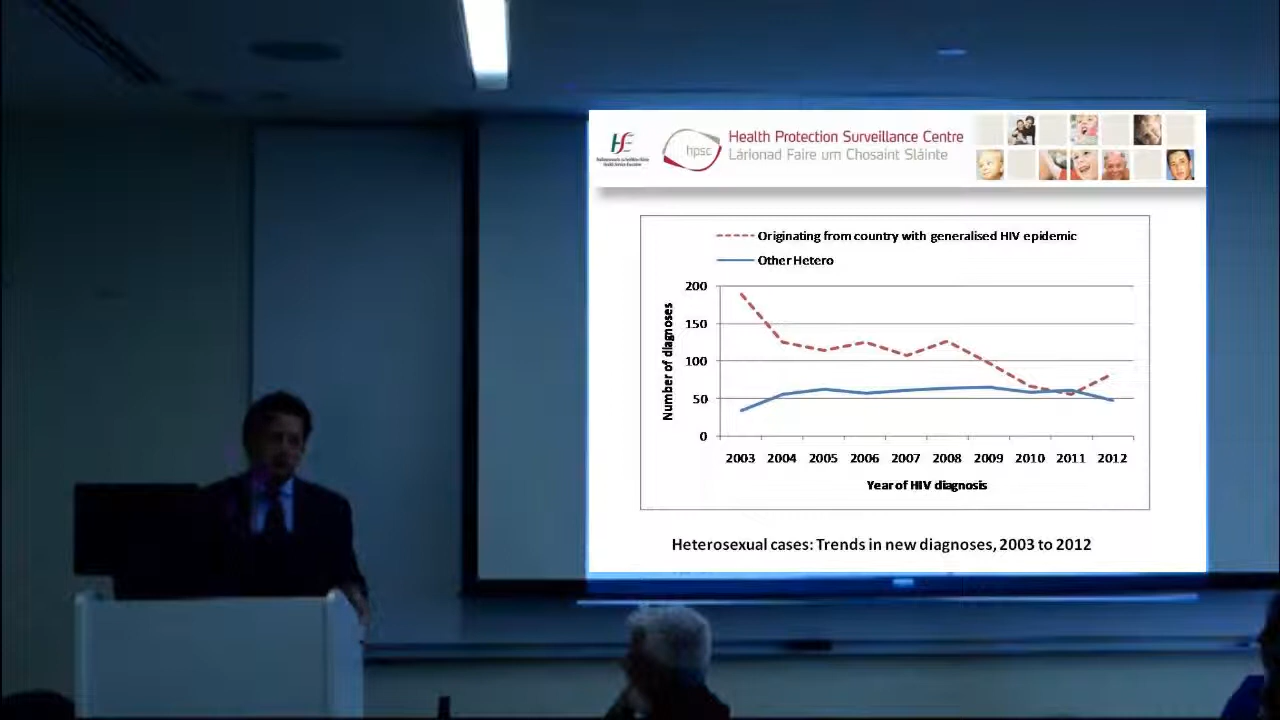 Health Protection Surveillance Centre
Lárionad Faire um Chosaint Sláinte
hpsc
Originating from country with generalised HIV epidemic
Other Hetero
Number of diagnoses
200
150
100
50
0
2003 2004 2005 2006 2007 2008 2009 2010 2011 2012
Year of HIV diagnosis
Heterosexual cases: Trends in new diagnoses, 2003 to 2012